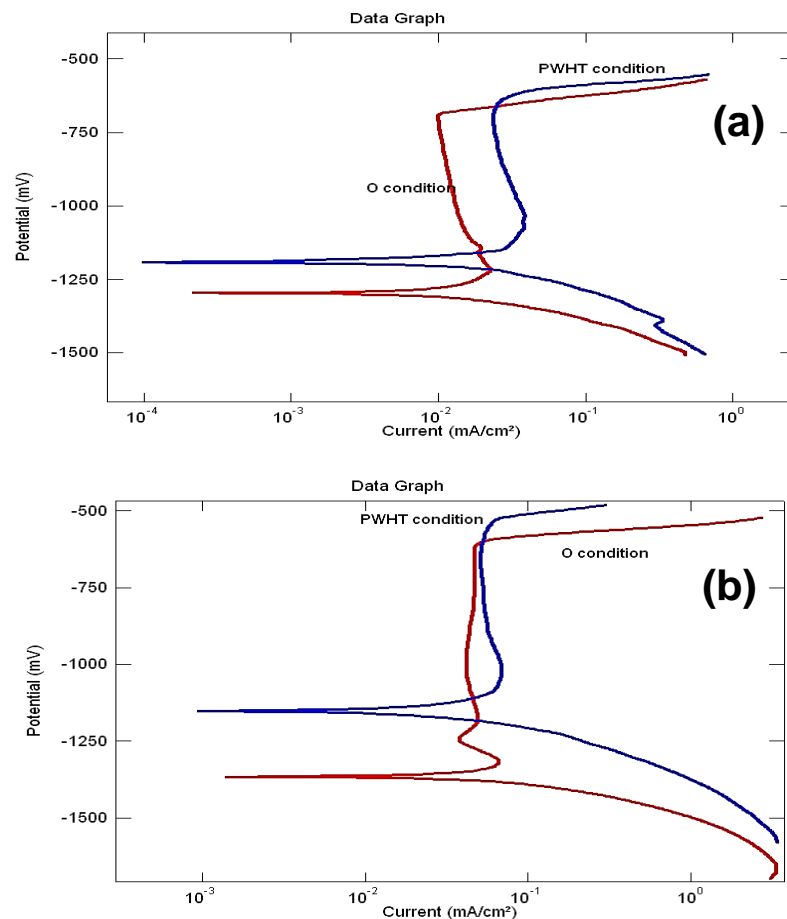 Data Graph
-500
PWHT condition
(a)
-750
O condition
Potential (mV)
-1000
-1250
-1500
10⁻⁴
10⁻³
10⁻²
10⁻¹
10⁰
Current (mA/cm²)
Data Graph
-500
PWHT condition
O condition
(b)
-750
Potential (mV)
-1000
-1250
-1500
10⁻³
10⁻²
10⁻¹
10⁰
Current (mA/cm²)